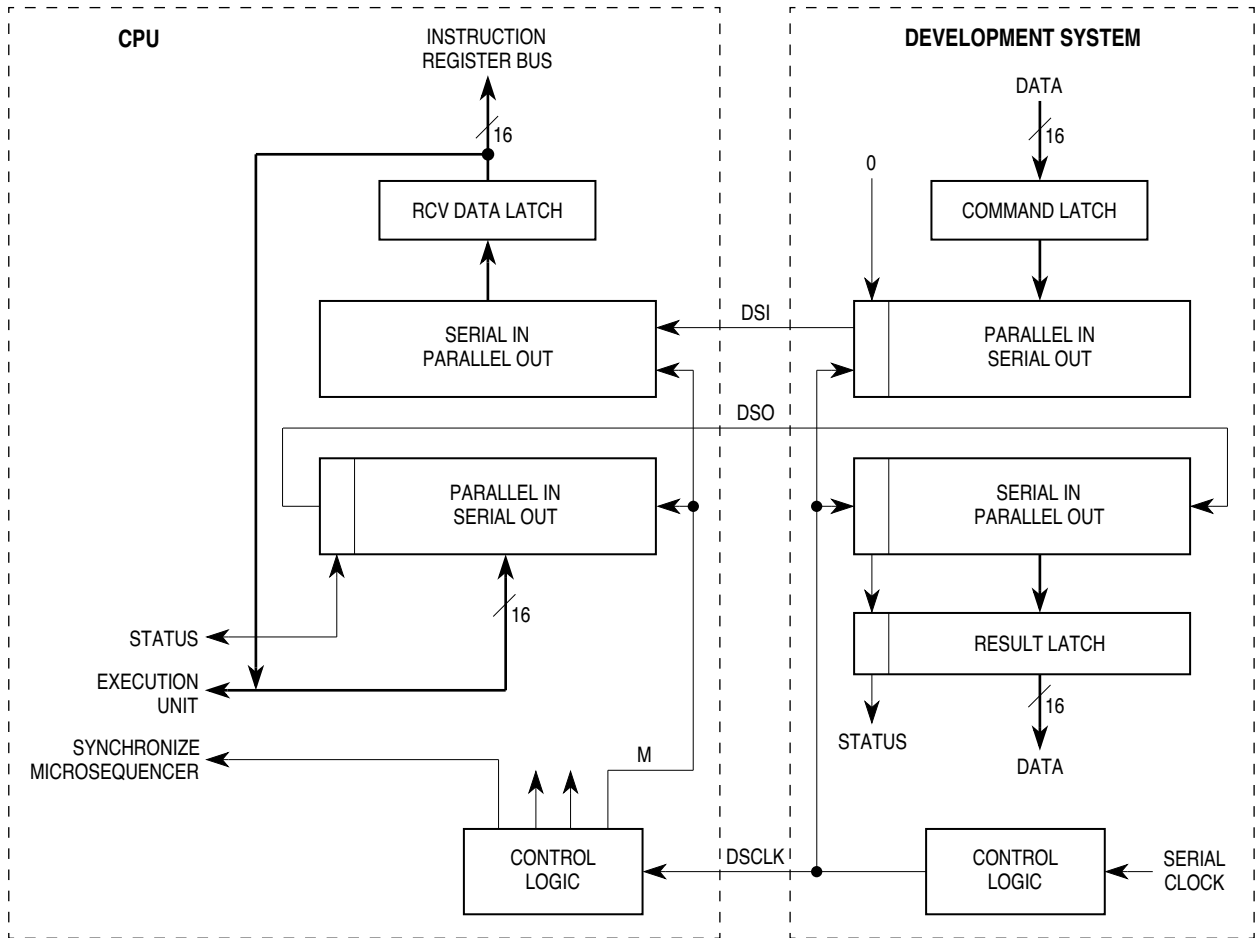 CPU
INSTRUCTION
REGISTER BUS
16
RCV DATA LATCH
SERIAL IN
PARALLEL OUT
PARALLEL IN
SERIAL OUT
16
STATUS
EXECUTION
UNIT
SYNCHRONIZE
MICROSEQUENCER
M
CONTROL
LOGIC
DSI
DSO
DSCLK
DEVELOPMENT SYSTEM
DATA
16
0
COMMAND LATCH
PARALLEL IN
SERIAL OUT
SERIAL IN
PARALLEL OUT
RESULT LATCH
16
STATUS
DATA
CONTROL
LOGIC
SERIAL
CLOCK